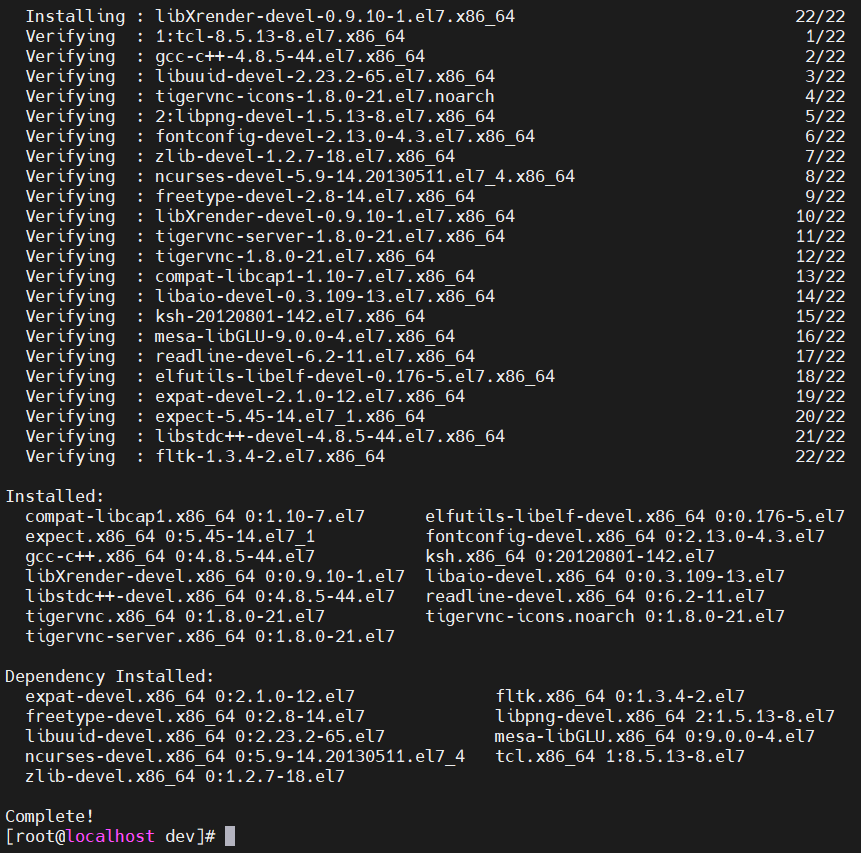 Installing : libXrender-devel-0.9.10-1.el7.x86_64 22/22
Verifying : 1:tcl-8.5.13-8.el7.x86_64 1/22
Verifying : gcc-c++-4.8.5-44.el7.x86_64 2/22
Verifying : libuuid-devel-2.23.2-65.el7.x86_64 3/22
Verifying : tigervnc-icons-1.8.0-21.el7.noarch 4/22
Verifying : 2:libpng-devel-1.5.13-8.el7.x86_64 5/22
Verifying : fontconfig-devel-2.13.0-4.3.el7.x86_64 6/22
Verifying : zlib-devel-1.2.7-18.el7.x86_64 7/22
Verifying : ncurses-devel-5.9-14.20130511.el7_4.x86_64 8/22
Verifying : freetype-devel-2.8-14.el7.x86_64 9/22
Verifying : libXrender-devel-0.9.10-1.el7.x86_64 10/22
Verifying : tigervnc-server-1.8.0-21.el7.x86_64 11/22
Verifying : tigervnc-1.8.0-21.el7.x86_64 12/22
Verifying : compat-libcap1-1.10-7.el7.x86_64 13/22
Verifying : libaio-devel-0.3.109-13.el7.x86_64 14/22
Verifying : ksh-20120801-142.el7.x86_64 15/22
Verifying : mesa-libGLU-9.0.0-4.el7.x86_64 16/22
Verifying : readline-devel-6.2-11.el7.x86_64 17/22
Verifying : elfutils-libelf-devel-0.176-5.el7.x86_64 18/22
Verifying : expat-devel-2.1.0-12.el7.x86_64 19/22
Verifying : expect-5.45-14.el7_1.x86_64 20/22
Verifying : libstdc++-devel-4.8.5-44.el7.x86_64 21/22
Verifying : fltk-1.3.4-2.el7.x86_64 22/22
Installed:
compat-libcap1.x86_64 0:1.10-7.el7 elfutils-libelf-devel.x86_64 0:0.176-5.el7
expect.x86_64 0:5.45-14.el7_1 fontconfig-devel.x86_64 0:2.13.0-4.3.el7
gcc-c++.x86_64 0:4.8.5-44.el7 ksh.x86_64 0:20120801-142.el7
libXrender-devel.x86_64 0:0.9.10-1.el7 libaio-devel.x86_64 0:0.3.109-13.el7
libstdc++-devel.x86_64 0:4.8.5-44.el7 readline-devel.x86_64 0:6.2-11.el7
tigervnc.x86_64 0:1.8.0-21.el7 tigervnc-icons.noarch 0:1.8.0-21.el7
tigervnc-server.x86_64 0:1.8.0-21.el7
Dependency Installed:
expat-devel.x86_64 0:2.1.0-12.el7 fltk.x86_64 0:1.3.4-2.el7
freetype-devel.x86_64 0:2.8-14.el7 libpng-devel.x86_64 2:1.5.13-8.el7
libuuid-devel.x86_64 0:2.23.2-65.el7 mesa-libGLU.x86_64 0:9.0.0-4.el7
ncurses-devel.x86_64 0:5.9-14.20130511.el7_4 tcl.x86_64 1:8.5.13-8.el7
zlib-devel.x86_64 0:1.2.7-18.el7
Complete!
[root@localhost dev]#